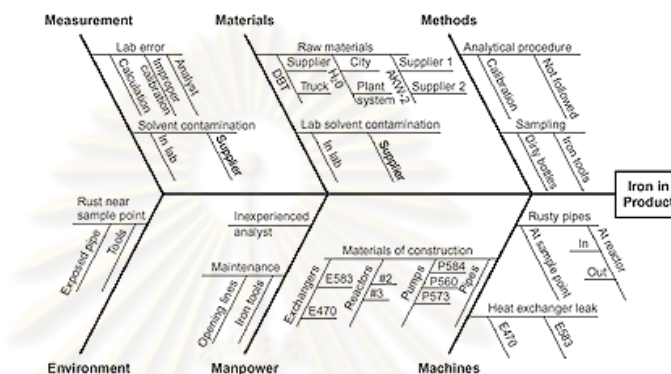 Measurement
Materials
Methods
Lab error
Calculation
Improper
calibration
Analyst
Solvent contamination
In lab
Supplier
Raw materials
DBT
Supplier
Truck
H₂0
City
Plant
system
AKW-2
Supplier 1
Supplier 2
Lab solvent contamination
In lab
Supplier
Analytical procedure
Calibration
Not followed
Sampling
Dirty bottles
Iron tools
Iron in
Product
Rust near
sample point
Exposed pipe
Tools
Inexperienced
analyst
Maintenance
Opening lines
Iron tools
Materials of construction
Exchangers
E583
E470
Reactors
#2
#3
Pumps
P584
P560
P573
Pipes
Rusty pipes
At sample point
At reactor
In
Out
Heat exchanger leak
E470
E583
Environment
Manpower
Machines